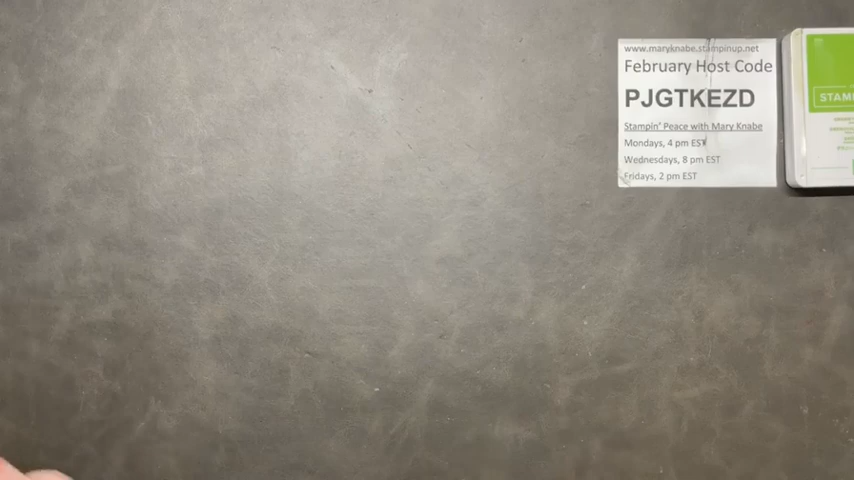 www.maryknabe.stampinup.net
February Host Code
PJGTKEZD
Stampin' Peace with Mary Knabe
Mondays, 4 pm EST
Wednesdays, 8 pm EST
Fridays, 2 pm EST